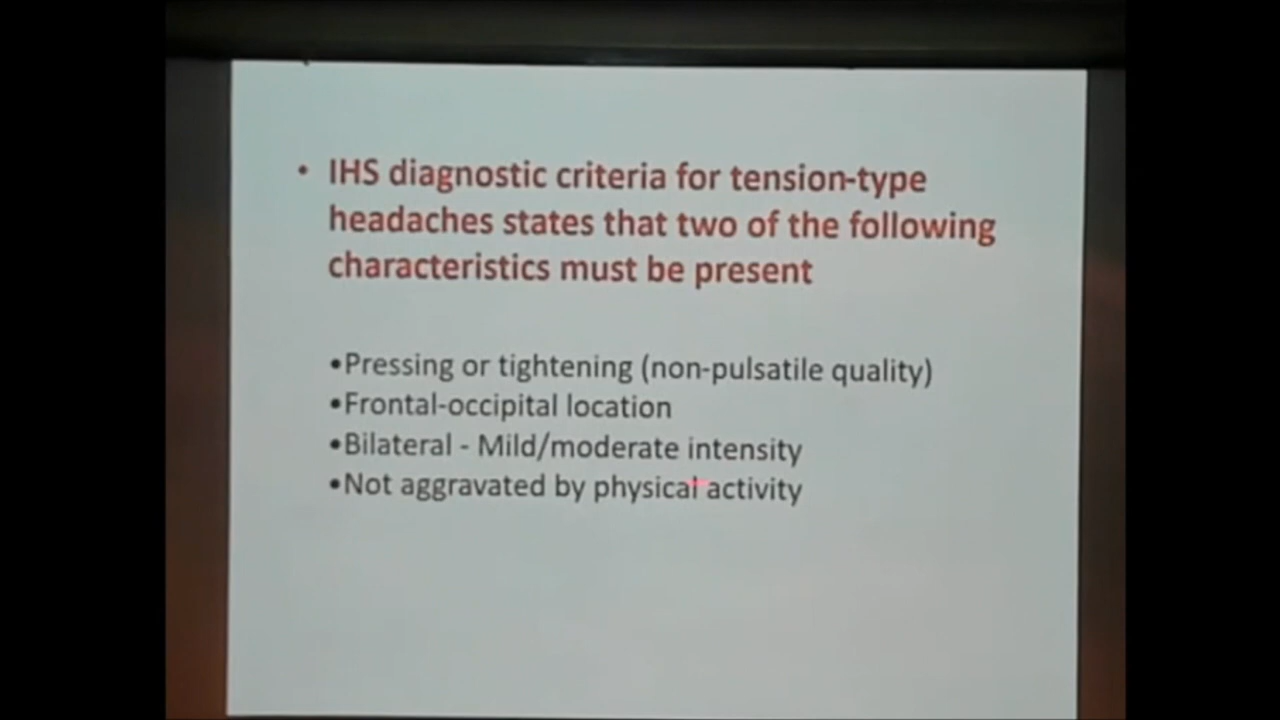 • IHS diagnostic criteria for tension-type
headaches states that two of the following
characteristics must be present
•Pressing or tightening (non-pulsatile quality)
•Frontal-occipital location
•Bilateral - Mild/moderate intensity
•Not aggravated by physical activity